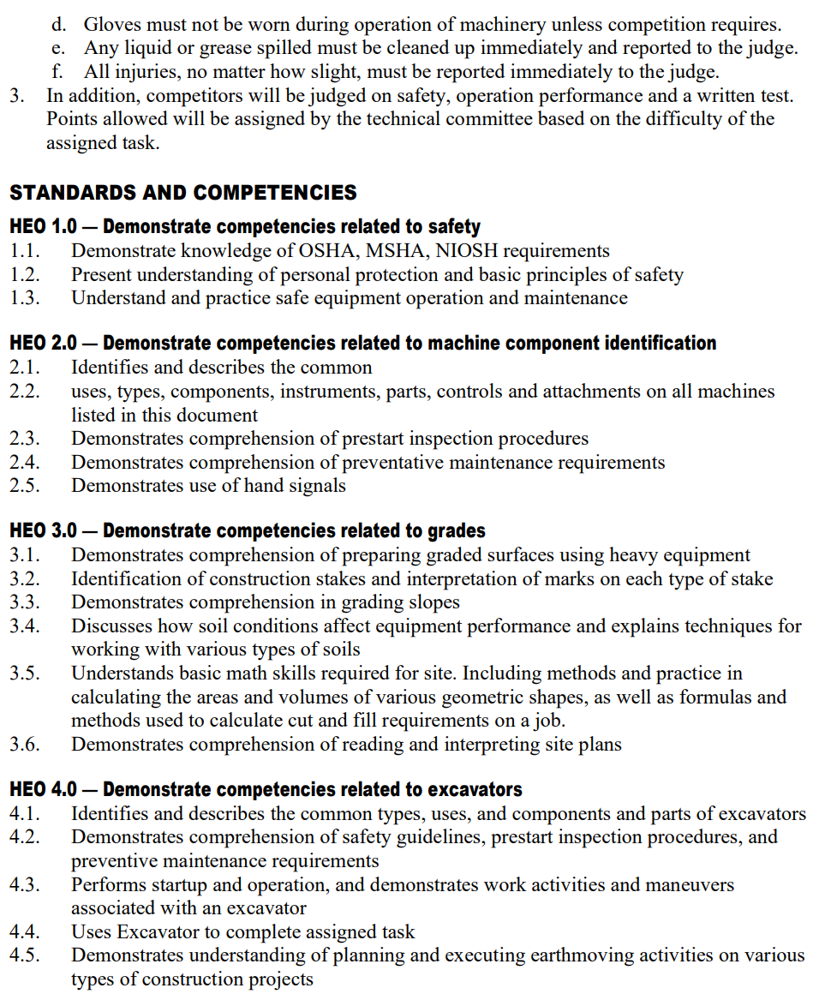 d. Gloves must not be worn during operation of machinery unless competition requires.
e. Any liquid or grease spilled must be cleaned up immediately and reported to the judge.
f. All injuries, no matter how slight, must be reported immediately to the judge.
3. In addition, competitors will be judged on safety, operation performance and a written test.
Points allowed will be assigned by the technical committee based on the difficulty of the
assigned task.
STANDARDS AND COMPETENCIES
HEO 1.0 — Demonstrate competencies related to safety
1.1. Demonstrate knowledge of OSHA, MSHA, NIOSH requirements
1.2. Present understanding of personal protection and basic principles of safety
1.3. Understand and practice safe equipment operation and maintenance
HEO 2.0 — Demonstrate competencies related to machine component identification
2.1. Identifies and describes the common
2.2. uses, types, components, instruments, parts, controls and attachments on all machines
listed in this document
2.3. Demonstrates comprehension of prestart inspection procedures
2.4. Demonstrates comprehension of preventative maintenance requirements
2.5. Demonstrates use of hand signals
HEO 3.0 — Demonstrate competencies related to grades
3.1. Demonstrates comprehension of preparing graded surfaces using heavy equipment
3.2. Identification of construction stakes and interpretation of marks on each type of stake
3.3. Demonstrates comprehension in grading slopes
3.4. Discusses how soil conditions affect equipment performance and explains techniques for
working with various types of soils
3.5. Understands basic math skills required for site. Including methods and practice in
calculating the areas and volumes of various geometric shapes, as well as formulas and
methods used to calculate cut and fill requirements on a job.
3.6. Demonstrates comprehension of reading and interpreting site plans
HEO 4.0 — Demonstrate competencies related to excavators
4.1. Identifies and describes the common types, uses, and components and parts of excavators
4.2. Demonstrates comprehension of safety guidelines, prestart inspection procedures, and
preventive maintenance requirements
4.3. Performs startup and operation, and demonstrates work activities and maneuvers
associated with an excavator
4.4. Uses Excavator to complete assigned task
4.5. Demonstrates understanding of planning and executing earthmoving activities on various
types of construction projects